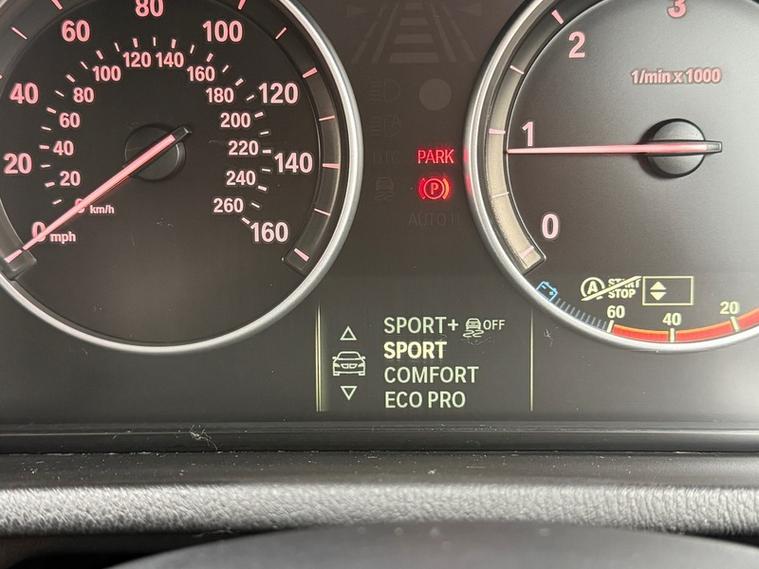 80
60
100
120 140
100
160
40
80
180
120
60
200
20
40
220
140
20
240
0
km/h
260
0 mph
160
3
2
1/min x 1000
1
0
PARK
P
A
START
STOP
60
40
20
SPORT+ OFF
SPORT
COMFORT
ECO PRO